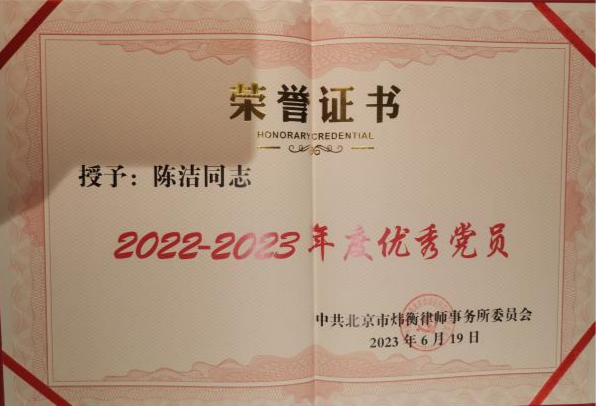 荣誉证书
HONORARY CREDENTIAL
授予：陈洁同志
2022-2023年度优秀党员
中共北京市炜衡律师事务所委员会
2023年6月19日